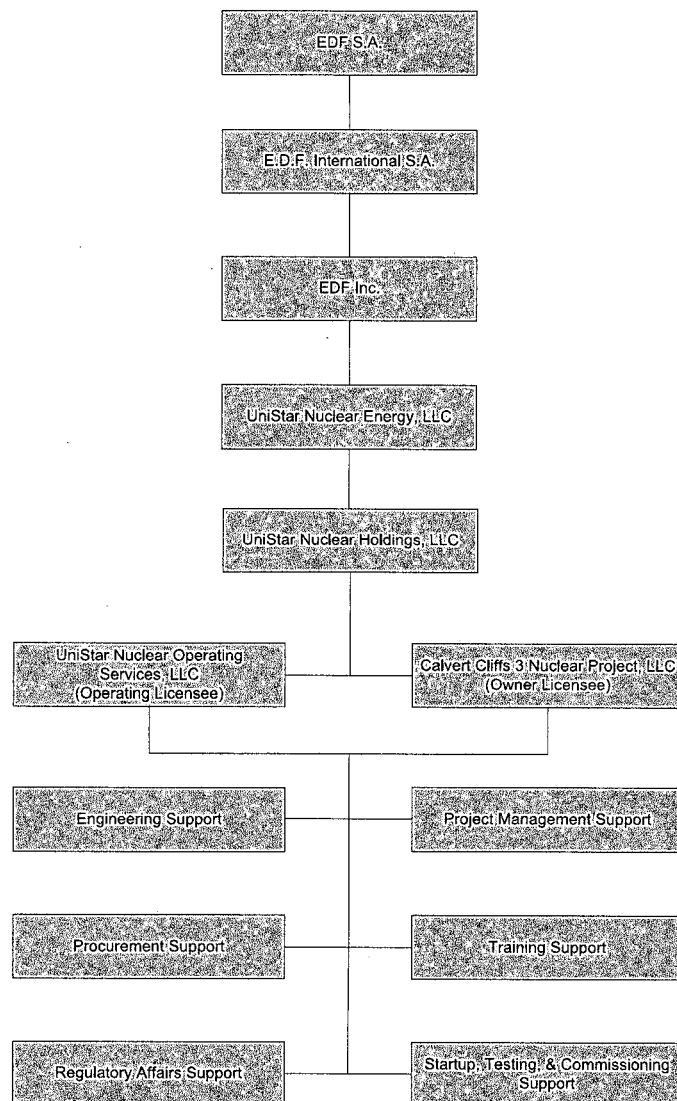 EDF S.A.
E.D.F. International S.A.
EDF Inc.
UniStar Nuclear Energy, LLC
UniStar Nuclear Holdings, LLC
UniStar Nuclear Operating
Services, LLC
(Operating Licensee)
Calvert Cliffs 3 Nuclear Project, LLC
(Owner Licensee)
Engineering Support
Project Management Support
Procurement Support
Training Support
Regulatory Affairs Support
Startup, Testing, & Commissioning
Support